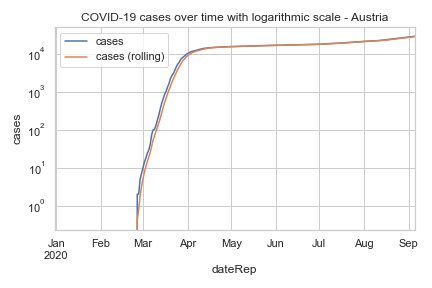 COVID-19 cases over time with logarithmic scale - Austria
cases
cases (rolling)
10⁴
10³
10²
10¹
10⁰
cases
Jan Feb Mar Apr May Jun Jul Aug Sep
2020
dateRep